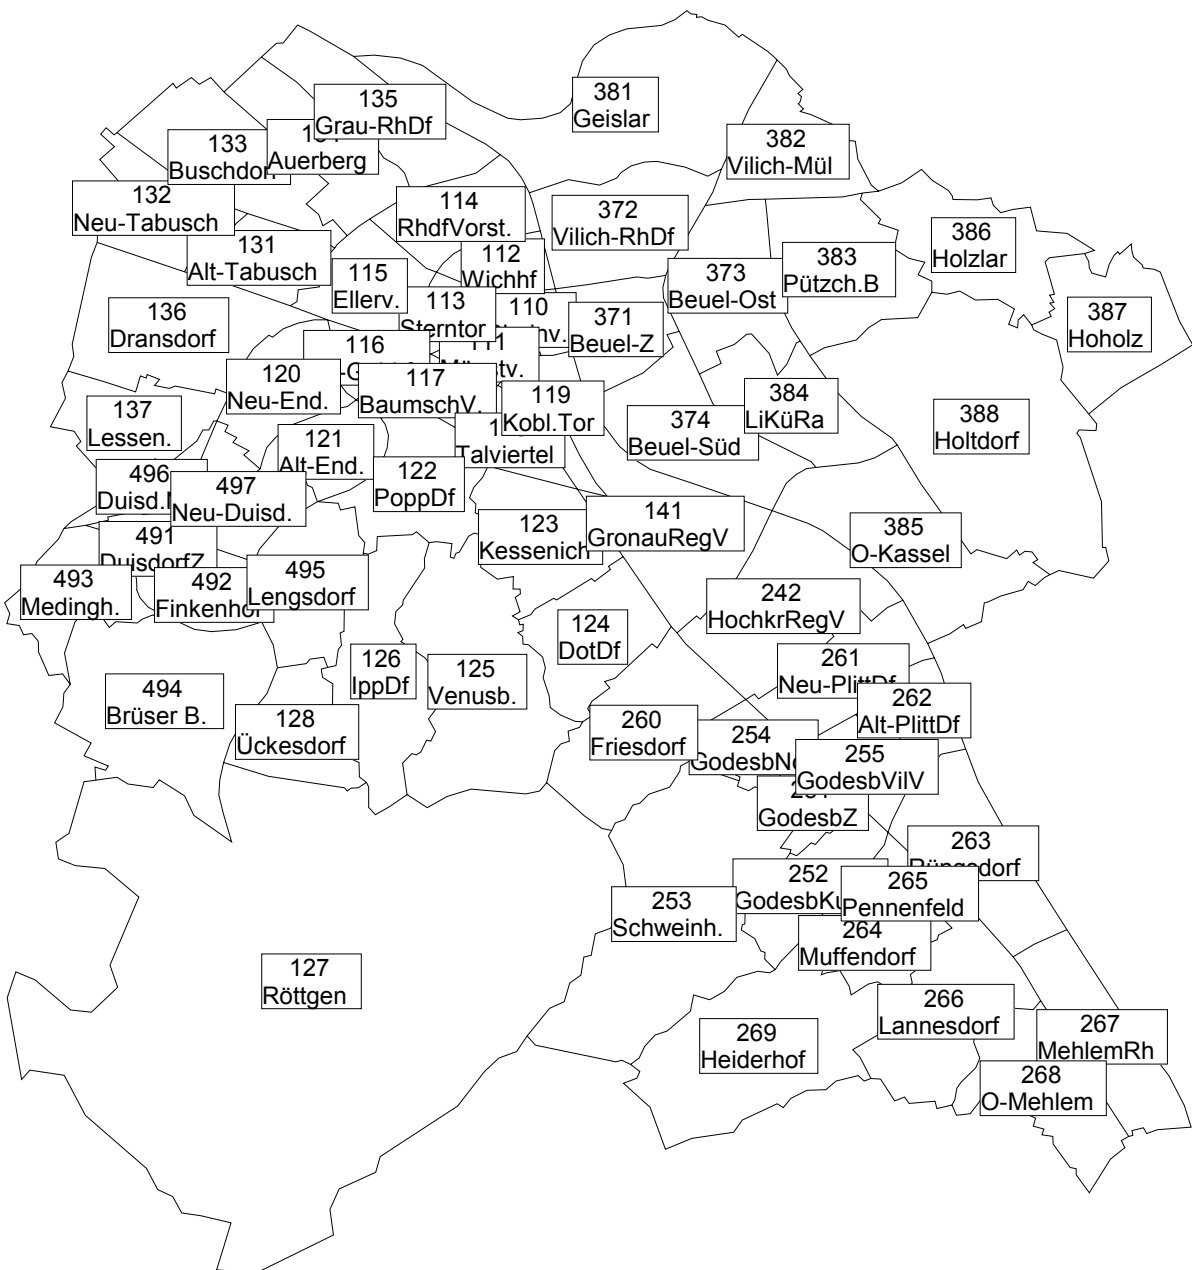 135
Grau-RhDf
381
Geislar
133
Auerberg
382
Vilich-Mül
132
Neu-Tabusch
114
RhdfVorst.
372
Vilich-RhDf
386
Holzlar
131
Alt-Tabusch
112
Wichhf
383
Pützch.B
115
Ellerv.
373
Beuel-Ost
136
Dransdorf
113
Sterntor
110
371
Beuel-Z
387
Hoholz
116
120
Neu-End.
117
BaumschV.
119
Kobl.Tor
384
LiKüRa
137
Lessen.
374
Beuel-Süd
388
Holtdorf
121
Alt-End.
Talviertel
122
PoppDf
496
497
Neu-Duisd.
141
GronauRegV
123
Kessenich
385
O-Kassel
491
DuisdorfZ
493
Medingh.
492
495
Lengsdorf
242
HochkrRegV
124
DotDf
126
IppDf
125
Venusb.
261
Neu-PlittDf
494
Brüser B.
128
Ückesdorf
260
Friesdorf
254
262
Alt-PlittDf
255
GodesbVilV
GodesbZ
263
252
265
Pennenfeld
253
Schweinh.
264
Muffendorf
127
Röttgen
266
Lannesdorf
269
Heiderhof
267
MehlemRh
268
O-Mehlem